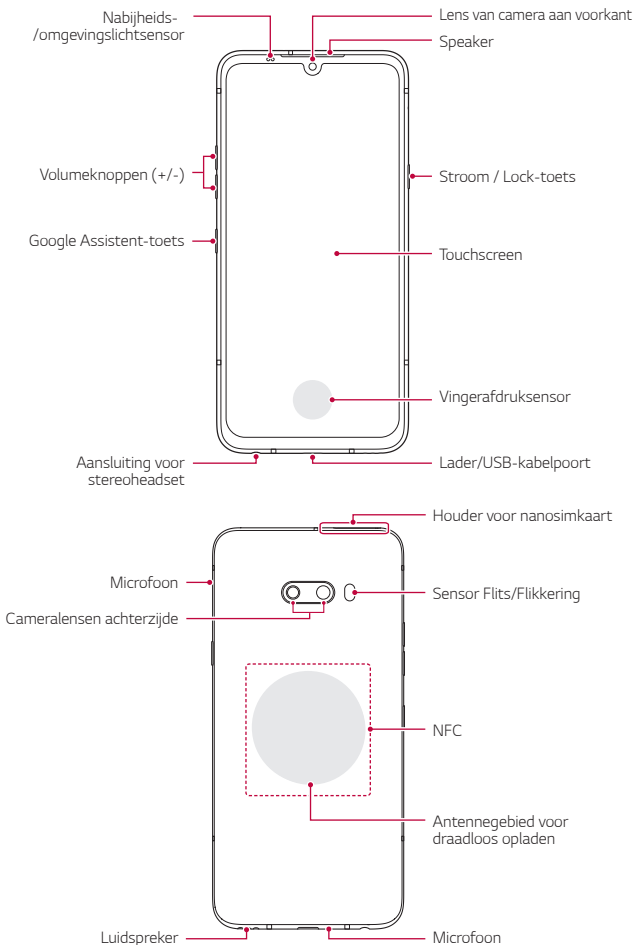 Nabijheids-
/omgevingslichtsensor
Lens van camera aan voorkant
Speaker
Volumeknoppen (+/-)
Stroom / Lock-toets
Google Assistent-toets
Touchscreen
Vingerafdruksensor
Aansluiting voor
stereoheadset
Lader/USB-kabelpoort
Houder voor nanosimkaart
Microfoon
Sensor Flits/Flikkering
Cameralensen achterzijde
NFC
Antennegebied voor
draadloos opladen
Luidspreker
Microfoon